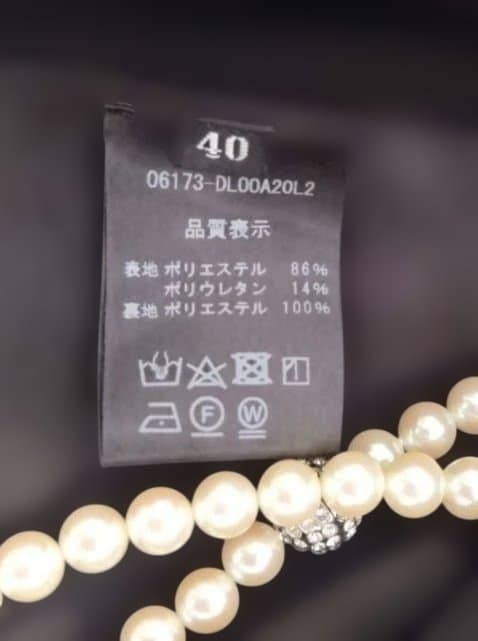 40
06173-DL00A20L2
品質表示
表地 ポリエステル 86%
ポリウレタン 14%
裏地 ポリエステル 100%
F W